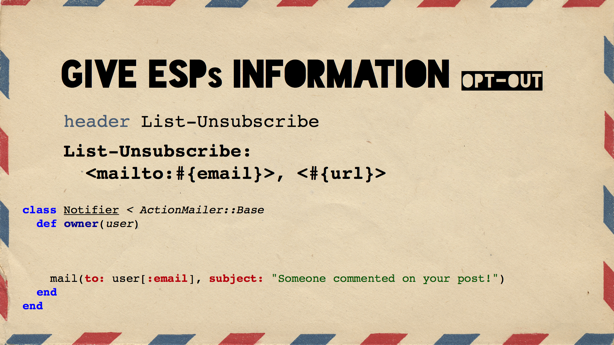 GIVE ESPs INFORMATION OPT-OUT
header List-Unsubscribe
List-Unsubscribe:
<mailto:#{email}>, <#{url}>
class Notifier < ActionMailer::Base
def owner(user)
mail(to: user[:email], subject: "Someone commented on your post!")
end
end